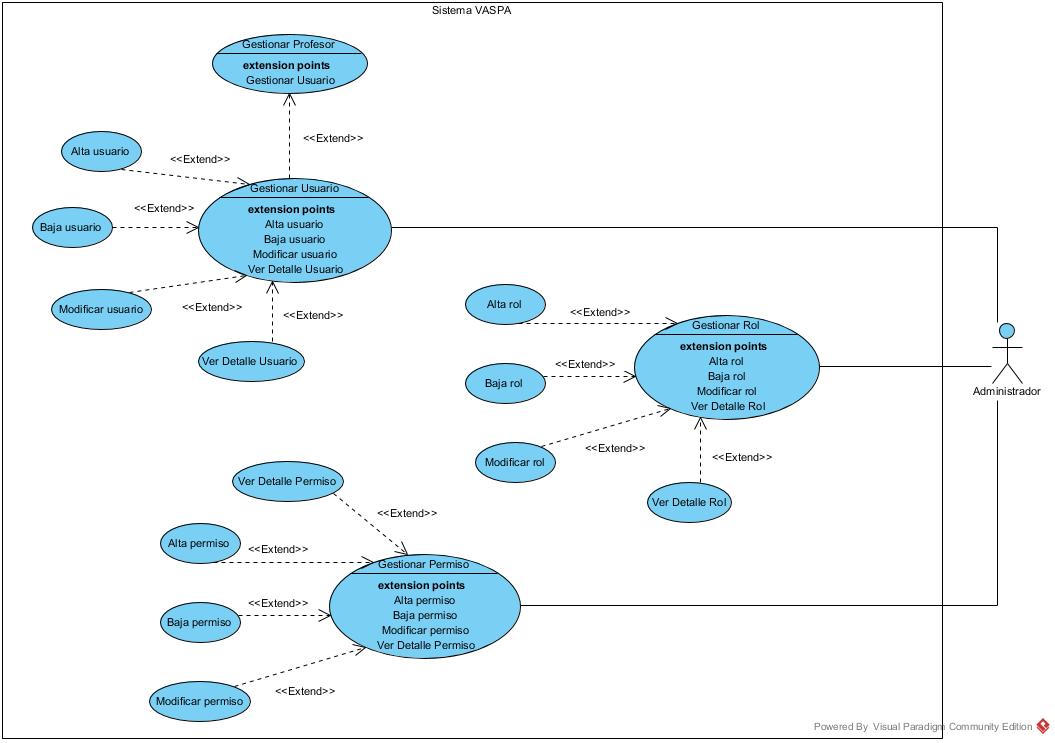 Sistema VASPA
Gestionar Profesor
extension points
Gestionar Usuario
<<Extend>>
Alta usuario
<<Extend>>
Baja usuario
<<Extend>>
Gestionar Usuario
extension points
Alta usuario
Baja usuario
Modificar usuario
Ver Detalle Usuario
Modificar usuario
<<Extend>>
<<Extend>>
Ver Detalle Usuario
Alta rol
<<Extend>>
Baja rol
<<Extend>>
Gestionar Rol
extension points
Alta rol
Baja rol
Modificar rol
Ver Detalle Rol
Administrador
Modificar rol
<<Extend>>
<<Extend>>
Ver Detalle Rol
Ver Detalle Permiso
<<Extend>>
Alta permiso
<<Extend>>
Baja permiso
<<Extend>>
Gestionar Permiso
extension points
Alta permiso
Baja permiso
Modificar permiso
Ver Detalle Permiso
Modificar permiso
<<Extend>>
Powered By Visual Paradigm Community Edition